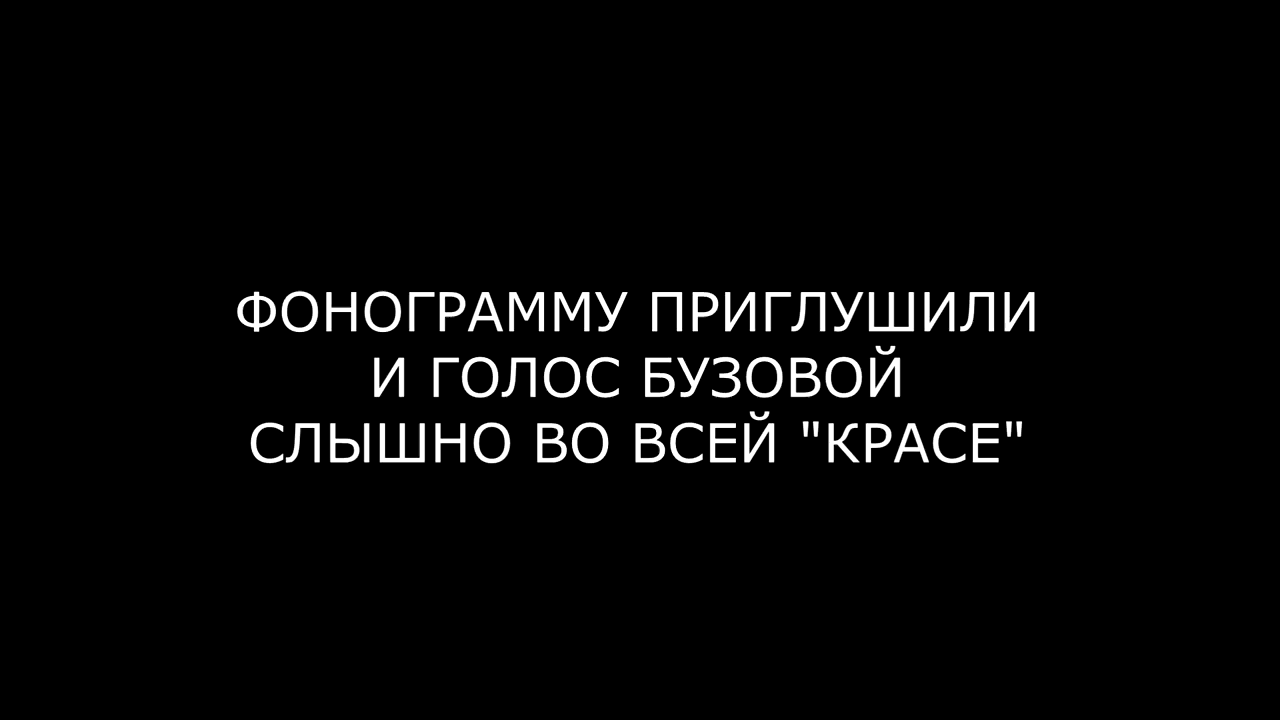 ФОНОГРАММУ ПРИГЛУШИЛИ
И ГОЛОС БУЗОВОЙ
СЛЫШНО ВО ВСЕЙ "КРАСЕ"